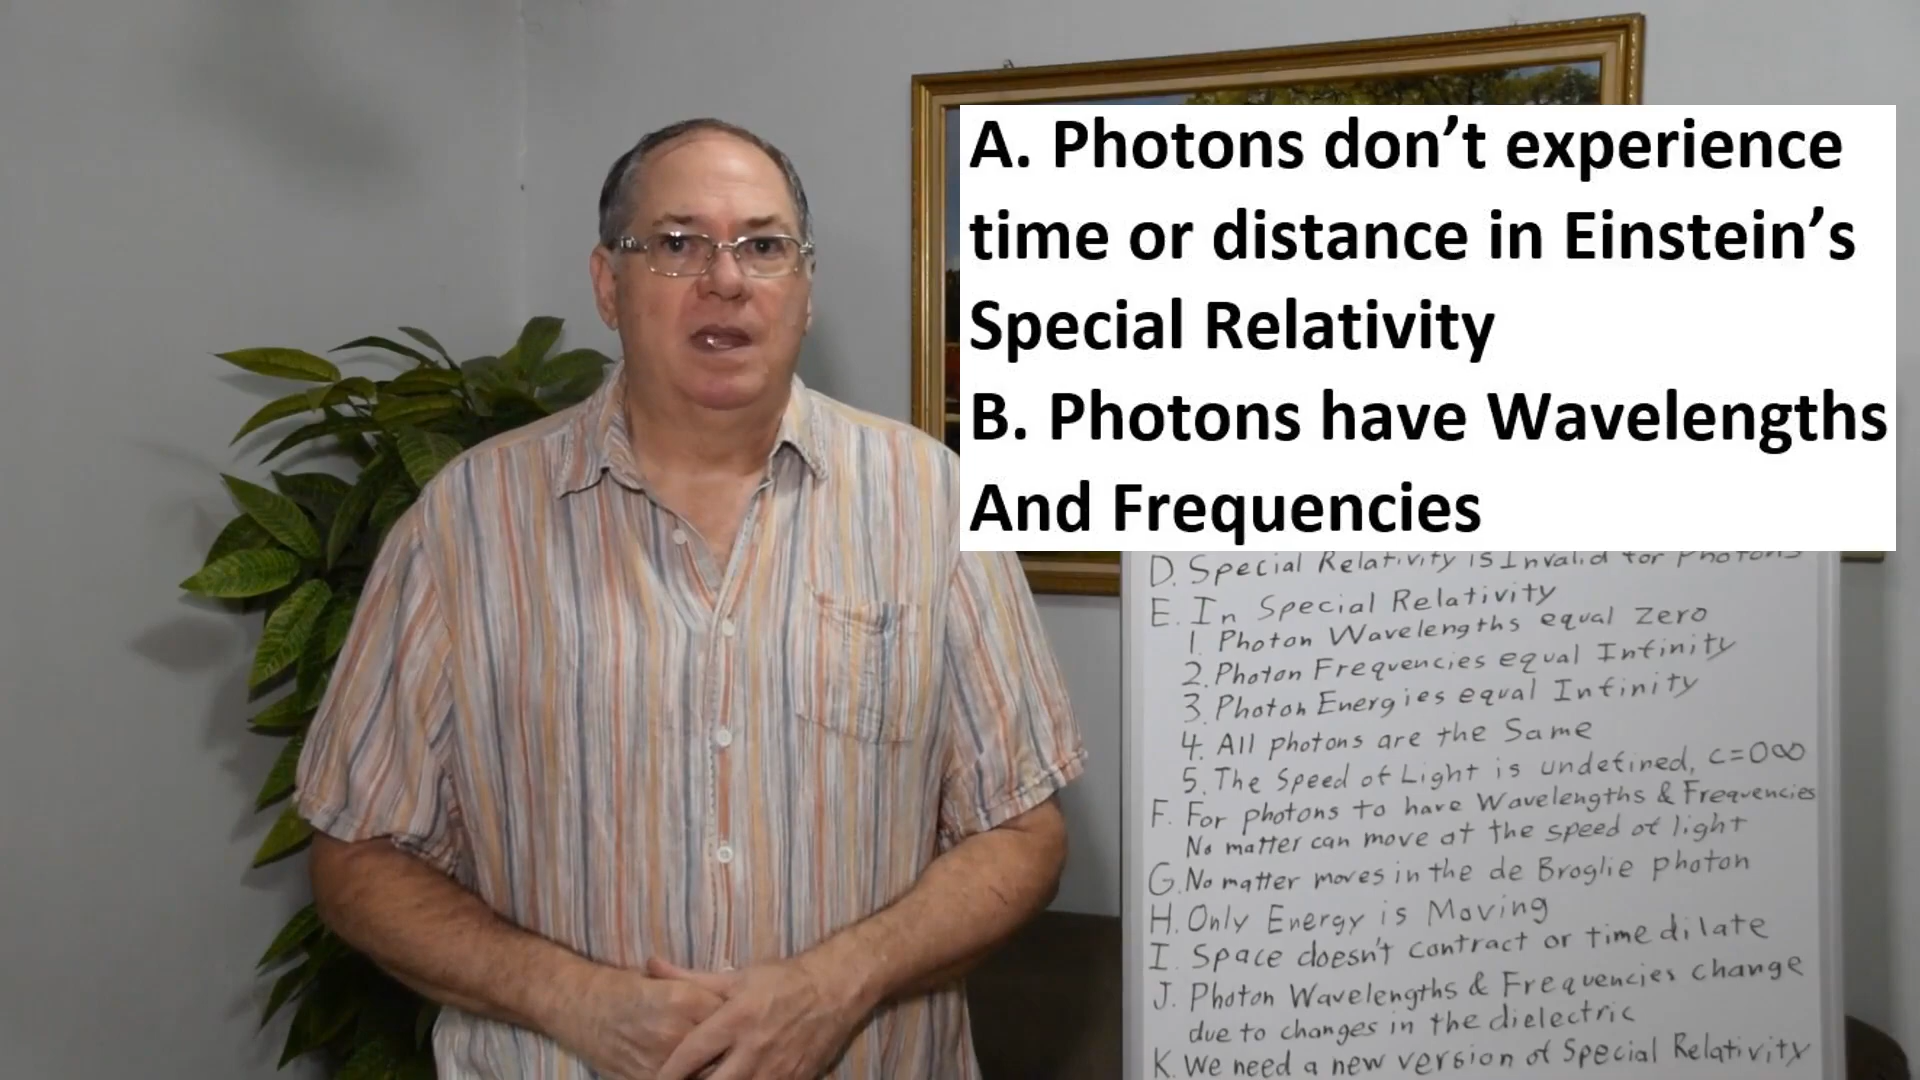 A. Photons don’t experience
time or distance in Einstein’s
Special Relativity
B. Photons have Wavelengths
And Frequencies
D. Special Relativity is Invalid for Photons
E. In Special Relativity
1. Photon Wavelengths equal zero
2. Photon Frequencies equal Infinity
3. Photon Energies equal Infinity
4. All photons are the Same
5. The Speed of Light is undefined, c=0∞
F. For photons to have Wavelengths & Frequencies
No matter can move at the speed of light
G. No matter moves in the de Broglie photon
H. Only Energy is Moving
I. Space doesn't contract or time dilate
J. Photon Wavelengths & Frequencies change
due to changes in the dielectric
K. We need a new version of Special Relativity